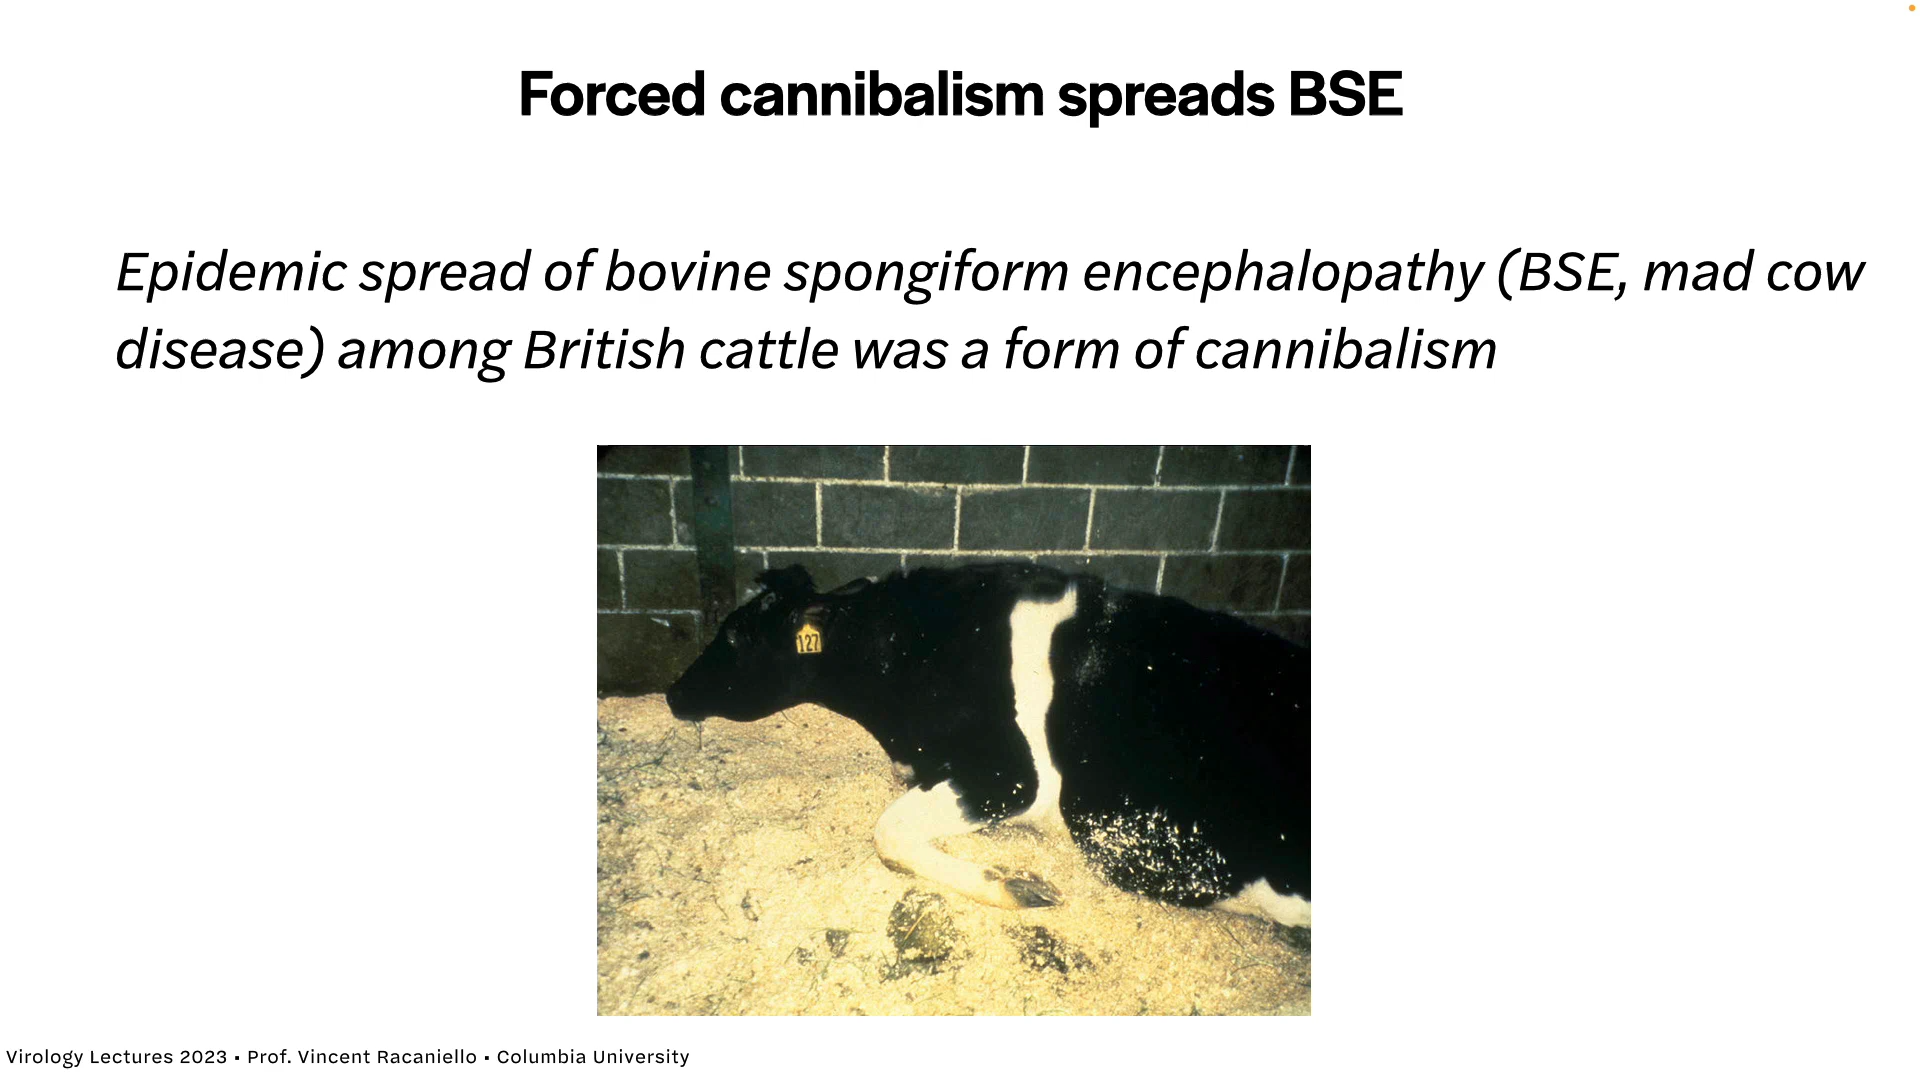 Forced cannibalism spreads BSE
Epidemic spread of bovine spongiform encephalopathy (BSE, mad cow
disease) among British cattle was a form of cannibalism
127
Virology Lectures 2023 • Prof. Vincent Racaniello • Columbia University